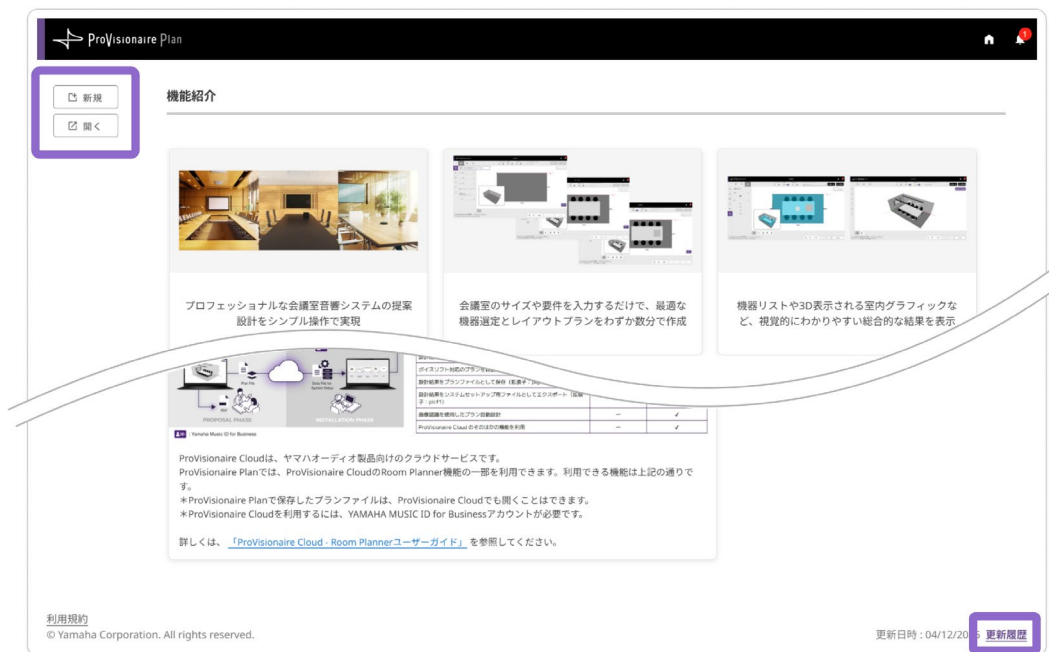 ProVisionaire Plan
1
新規
開く
機能紹介
プロフェッショナルな会議室音響システムの提案
設計をシンプル操作で実現
会議室のサイズや要件を入力するだけで、最適な
機器選定とレイアウトプランをわずか数分で作成
機器リストや3D表示される室内グラフィックな
ど、視覚的にわかりやすい総合的な結果を表示
Plan File
Data File for
System Setup
PDF
PROPOSAL PHASE
INSTALLATION PHASE
: Yamaha Music ID for Business
設計結果をプランファイルとして保存（拡張子：
設計結果をシステムセットアップ用ファイルとしてエクスポート（拡張
画像認識を使用したプラン自動設計
ー
✓
ProVisionaire Cloud のそのほかの機能を利用
ー
✓
ProVisionaire Cloudは、ヤマハオーディオ製品向けのクラウドサービスです。
ProVisionaire Planでは、ProVisionaire CloudのRoom Planner機能の一部を利用できます。利用できる機能は上記の通りで
す。
＊ProVisionaire Planで保存したプランファイルは、ProVisionaire Cloudでも開くことはできます。
＊ProVisionaire Cloudを利用するには、YAMAHA MUSIC ID for Businessアカウントが必要です。
詳しくは、「ProVisionaire Cloud - Room Plannerユーザーガイド」 を参照してください。
利用規約
© Yamaha Corporation. All rights reserved.
更新日時 : 04/12/20
更新履歴